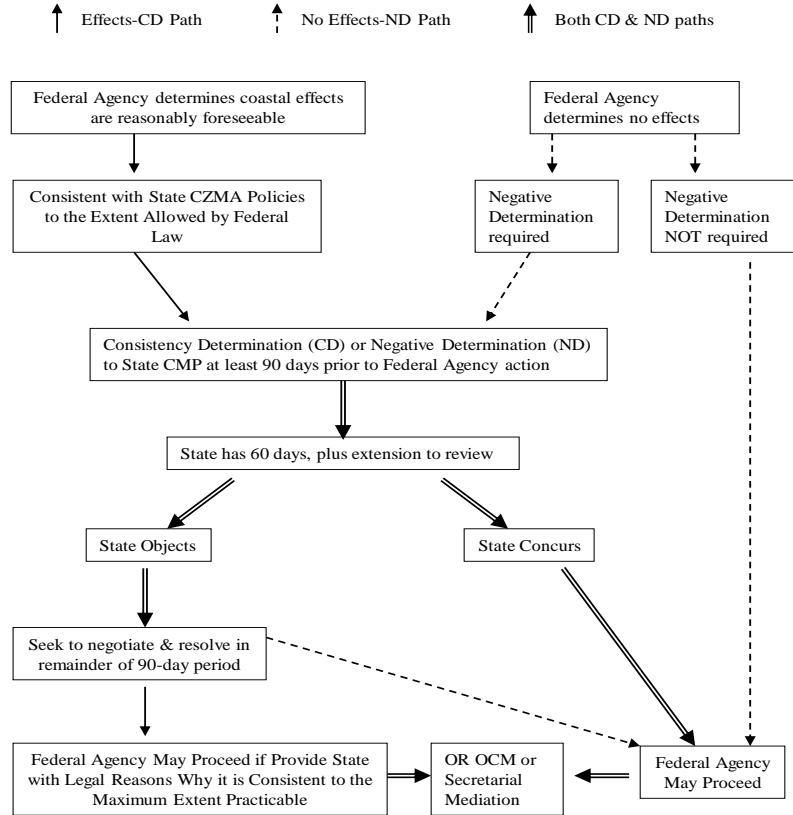 Effects-CD Path
No Effects-ND Path
Both CD & ND paths
Federal Agency determines coastal effects
are reasonably foreseeable
Federal Agency
determines no effects
Consistent with State CZMA Policies
to the Extent Allowed by Federal
Law
Negative
Determination
required
Negative
Determination
NOT required
Consistency Determination (CD) or Negative Determination (ND)
to State CMP at least 90 days prior to Federal Agency action
State has 60 days, plus extension to review
State Objects
State Concurs
Seek to negotiate & resolve in
remainder of 90-day period
Federal Agency May Proceed if Provide State
with Legal Reasons Why it is Consistent to the
Maximum Extent Practicable
OR OCM or
Secretarial
Mediation
Federal Agency
May Proceed